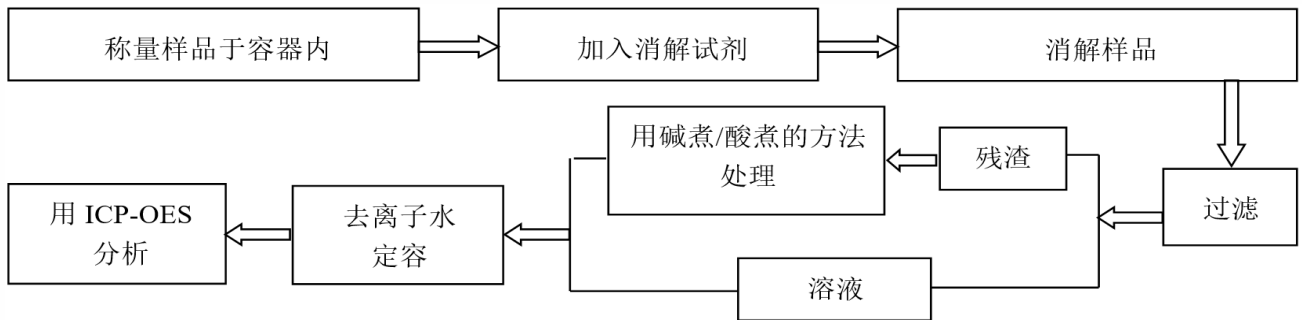 称量样品于容器内
加入消解试剂
消解样品
过滤
残渣
用碱煮/酸煮的方法
处理
溶液
去离子水
定容
用 ICP-OES
分析